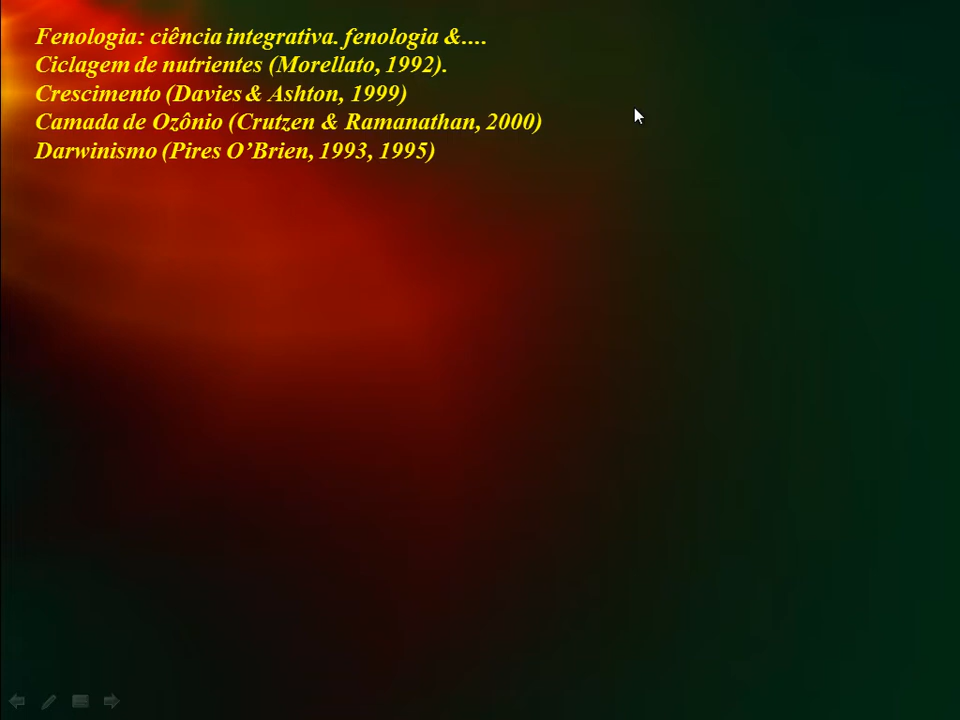 Fenologia: ciência integrativa. fenologia &....
Ciclagem de nutrientes (Morellato, 1992).
Crescimento (Davies & Ashton, 1999)
Camada de Ozônio (Crutzen & Ramanathan, 2000)
Darwinismo (Pires O’Brien, 1993, 1995)